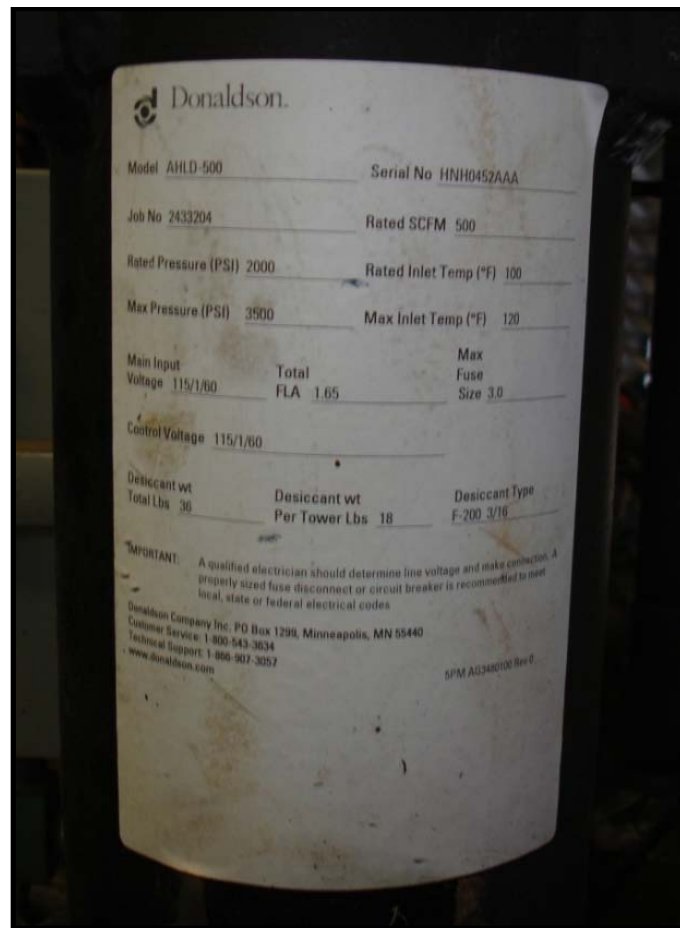 Donaldson.
Model AHLD-500 Serial No HNH0452AAA
Job No 2433204 Rated SCFM 500
Rated Pressure (PSI) 2000 Rated Inlet Temp (°F) 100
Max Pressure (PSI) 3500 Max Inlet Temp (°F) 120
Main Input Voltage 115/1/60 Total FLA 1.65 Max Fuse Size 3.0
Control Voltage 115/1/60
Desiccant wt Total Lbs 36 Desiccant wt Per Tower Lbs 18 Desiccant Type F-200 3/16
IMPORTANT: A qualified electrician should determine line voltage and make connection. A
properly sized fuse disconnect or circuit breaker is recommended to meet
local, state or federal electrical codes
Donaldson Company Inc. PO Box 1299, Minneapolis, MN 55440
Customer Service: 1-800-543-3634
Technical Support: 1-866-907-3057
www.donaldson.com
5PM AG3480100 Rev 0